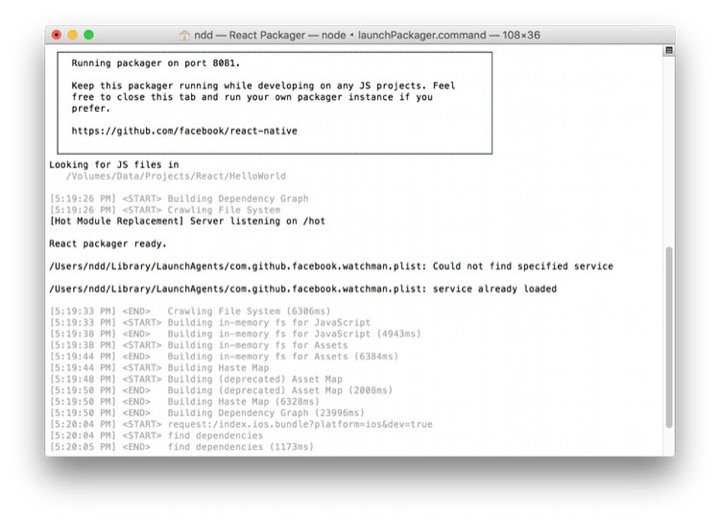 ndd — React Packager — node • launchPackager.command — 108×36
Running packager on port 8081.
Keep this packager running while developing on any JS projects. Feel
free to close this tab and run your own packager instance if you
prefer.
https://github.com/facebook/react-native
Looking for JS files in
/Volumes/Data/Projects/React/HelloWorld
[5:19:26 PM] <START> Building Dependency Graph
[5:19:26 PM] <START> Crawling File System
[Hot Module Replacement] Server listening on /hot
React packager ready.
/Users/ndd/Library/LaunchAgents/com.github.facebook.watchman.plist: Could not find specified service
/Users/ndd/Library/LaunchAgents/com.github.facebook.watchman.plist: service already loaded
[5:19:33 PM] <END>   Crawling File System (6306ms)
[5:19:33 PM] <START> Building in-memory fs for JavaScript
[5:19:38 PM] <END>   Building in-memory fs for JavaScript (4943ms)
[5:19:38 PM] <START> Building in-memory fs for Assets
[5:19:44 PM] <END>   Building in-memory fs for Assets (6384ms)
[5:19:44 PM] <START> Building Haste Map
[5:19:48 PM] <START> Building (deprecated) Asset Map
[5:19:50 PM] <END>   Building (deprecated) Asset Map (2008ms)
[5:19:50 PM] <END>   Building Haste Map (6328ms)
[5:19:50 PM] <END>   Building Dependency Graph (23996ms)
[5:20:04 PM] <START> request:/index.ios.bundle?platform=ios&dev=true
[5:20:04 PM] <START> find dependencies
[5:20:05 PM] <END>   find dependencies (1173ms)